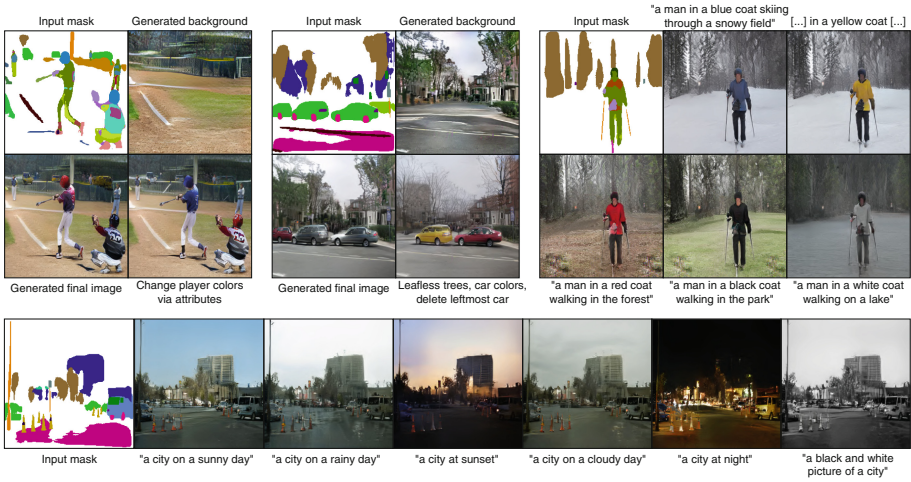 Input mask
Generated background
Generated final image
Change player colors
via attributes
Input mask
Generated background
Generated final image
Leafless trees, car colors,
delete leftmost car
Input mask
"a man in a blue coat skiing
through a snowy field"
[...] in a yellow coat [...]
"a man in a red coat
walking in the forest"
"a man in a black coat
walking in the park"
"a man in a white coat
walking on a lake"
Input mask
"a city on a sunny day"
"a city on a rainy day"
"a city at sunset"
"a city on a cloudy day"
"a city at night"
"a black and white
picture of a city"